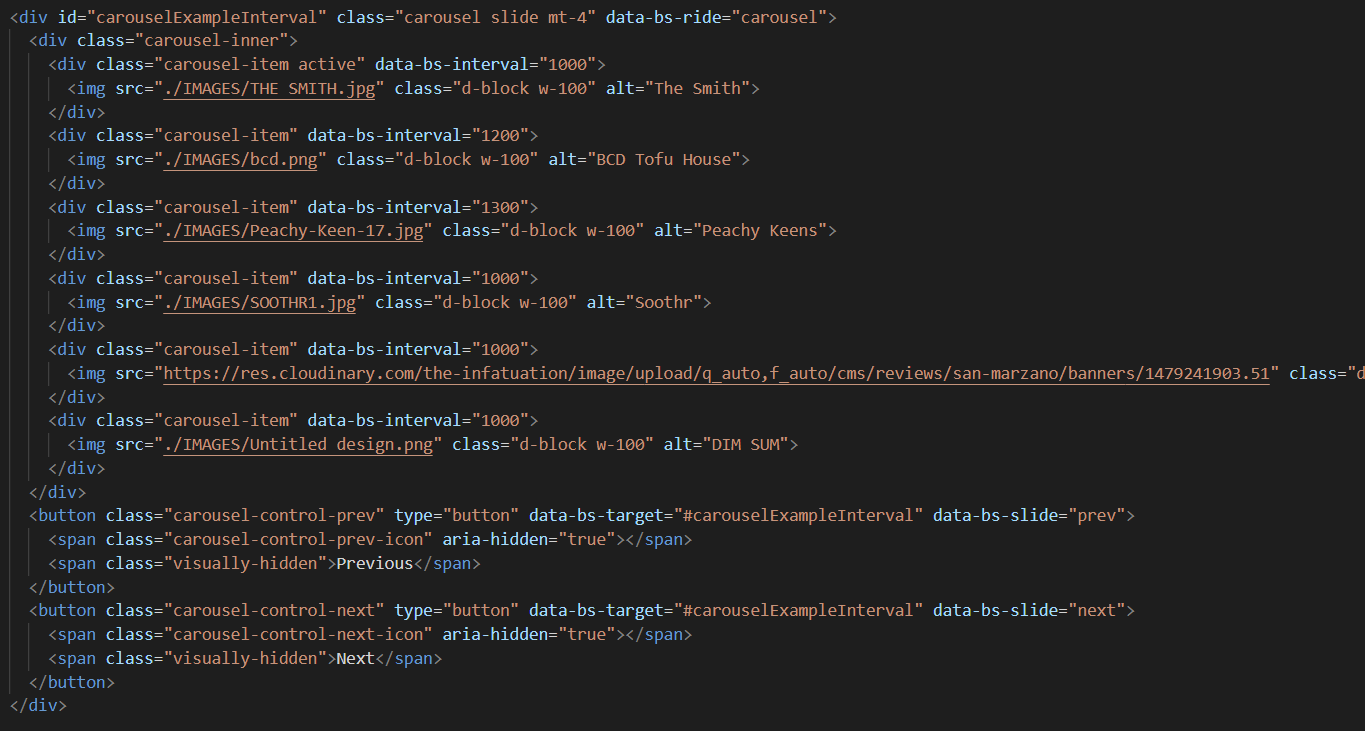 <div id="carouselExampleInterval" class="carousel slide mt-4" data-bs-ride="carousel">
  <div class="carousel-inner">
    <div class="carousel-item active" data-bs-interval="1000">
      <img src="./IMAGES/THE SMITH.jpg" class="d-block w-100" alt="The Smith">
    </div>
    <div class="carousel-item" data-bs-interval="1200">
      <img src="./IMAGES/bcd.png" class="d-block w-100" alt="BCD Tofu House">
    </div>
    <div class="carousel-item" data-bs-interval="1300">
      <img src="./IMAGES/Peachy-Keen-17.jpg" class="d-block w-100" alt="Peachy Keens">
    </div>
    <div class="carousel-item" data-bs-interval="1000">
      <img src="./IMAGES/SOOTHR1.jpg" class="d-block w-100" alt="Soothr">
    </div>
    <div class="carousel-item" data-bs-interval="1000">
      <img src="https://res.cloudinary.com/the-infatuation/image/upload/q_auto,f_auto/cms/reviews/san-marzano/banners/1479241903.51" class="d
    </div>
    <div class="carousel-item" data-bs-interval="1000">
      <img src="./IMAGES/Untitled design.png" class="d-block w-100" alt="DIM SUM">
    </div>
  </div>
  <button class="carousel-control-prev" type="button" data-bs-target="#carouselExampleInterval" data-bs-slide="prev">
    <span class="carousel-control-prev-icon" aria-hidden="true"></span>
    <span class="visually-hidden">Previous</span>
  </button>
  <button class="carousel-control-next" type="button" data-bs-target="#carouselExampleInterval" data-bs-slide="next">
    <span class="carousel-control-next-icon" aria-hidden="true"></span>
    <span class="visually-hidden">Next</span>
  </button>
</div>